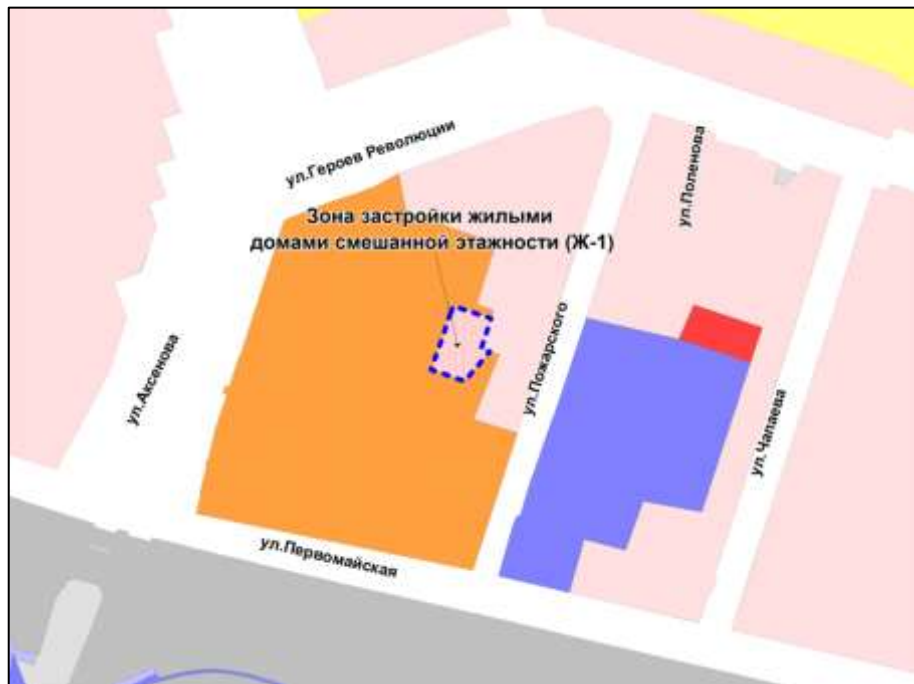 ул.Героев Революции
ул.Поленова
Зона застройки жилыми
домами смешанной этажности (Ж-1)
ул.Аксенова
ул.Пожарского
ул.Чапаева
ул.Первомайская